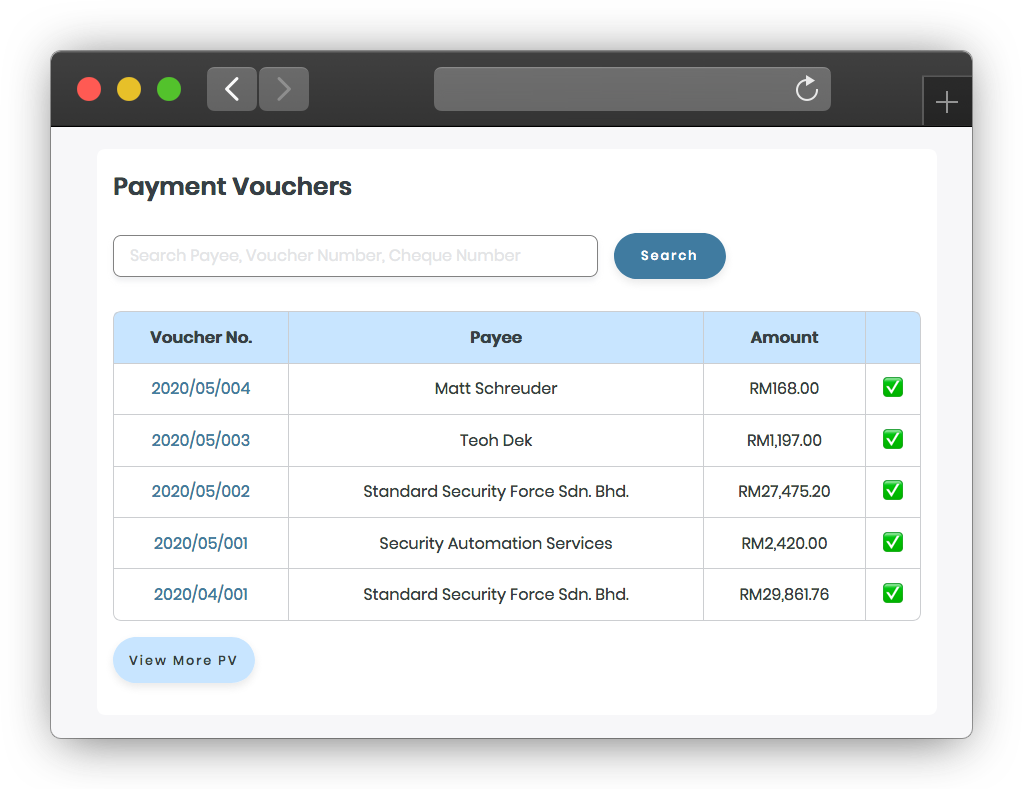 Payment Vouchers
Search Payee, Voucher Number, Cheque Number
Search
Voucher No. Payee Amount
2020/05/004 Matt Schreuder RM168.00
2020/05/003 Teoh Dek RM1,197.00
2020/05/002 Standard Security Force Sdn. Bhd. RM27,475.20
2020/05/001 Security Automation Services RM2,420.00
2020/04/001 Standard Security Force Sdn. Bhd. RM29,861.76
View More PV